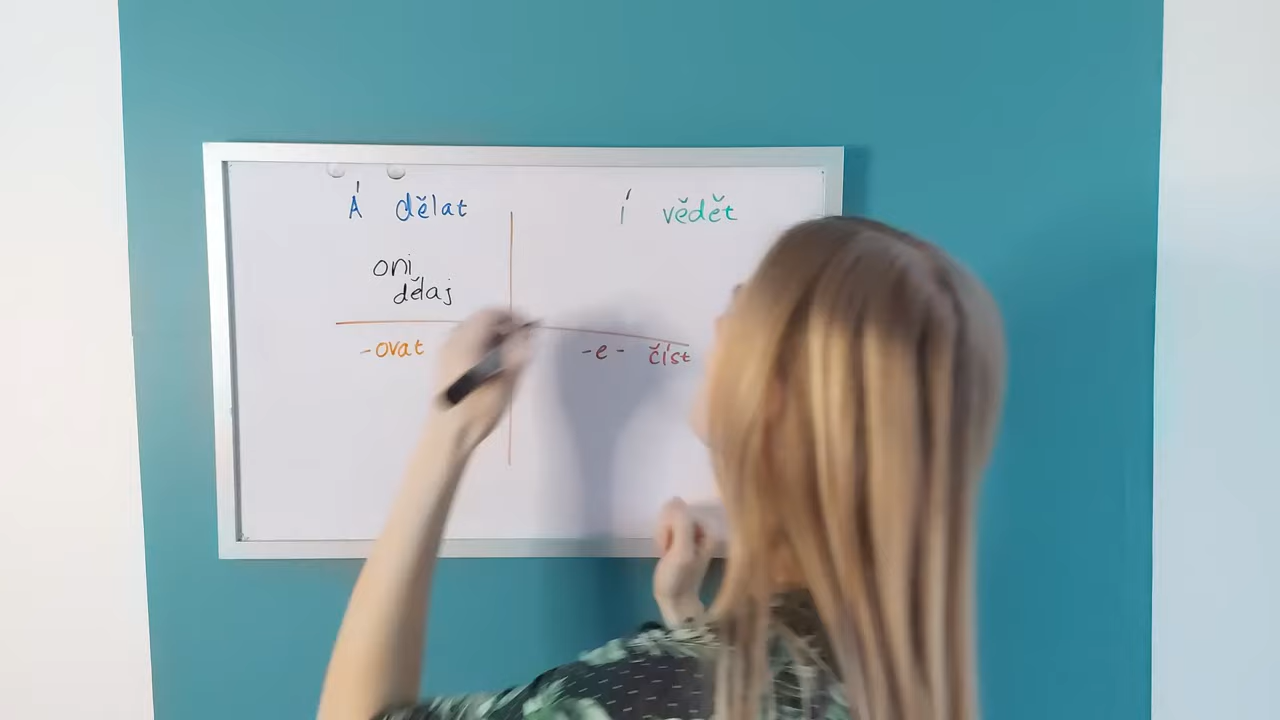 Á dělat
í vědět
oni
dělaj
-ovat
-e- číst